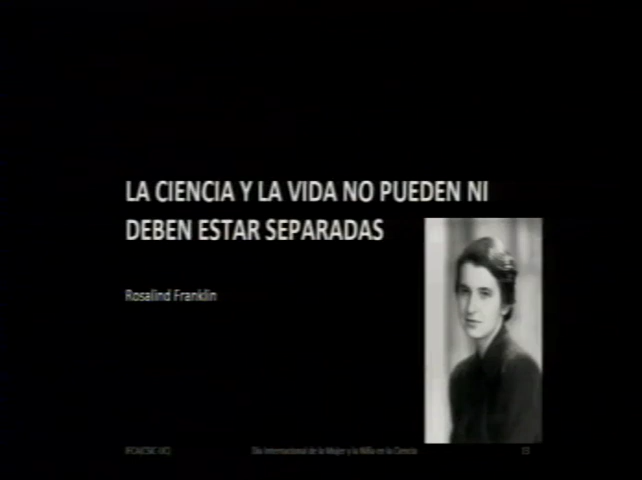 LA CIENCIA Y LA VIDA NO PUEDEN NI
DEBEN ESTAR SEPARADAS
Rosalind Franklin
Día Internacional de la Mujer y la Niña en la Ciencia